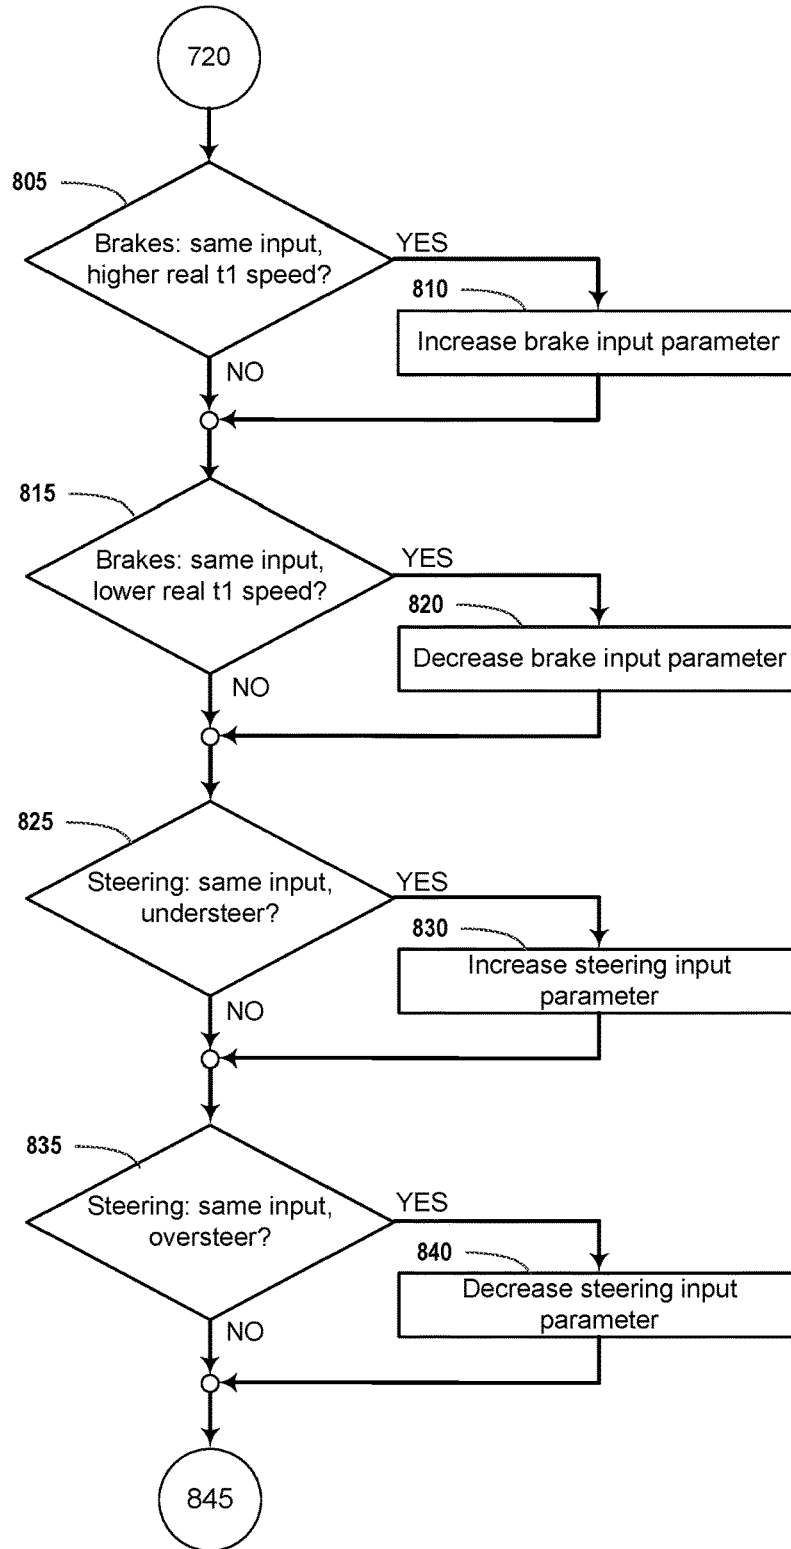 720
805
Brakes: same input,
higher real t1 speed?
YES
810
Increase brake input parameter
NO
815
Brakes: same input,
lower real t1 speed?
YES
820
Decrease brake input parameter
NO
825
Steering: same input,
understeer?
YES
830
Increase steering input
parameter
NO
835
Steering: same input,
oversteer?
YES
840
Decrease steering input
parameter
NO
845